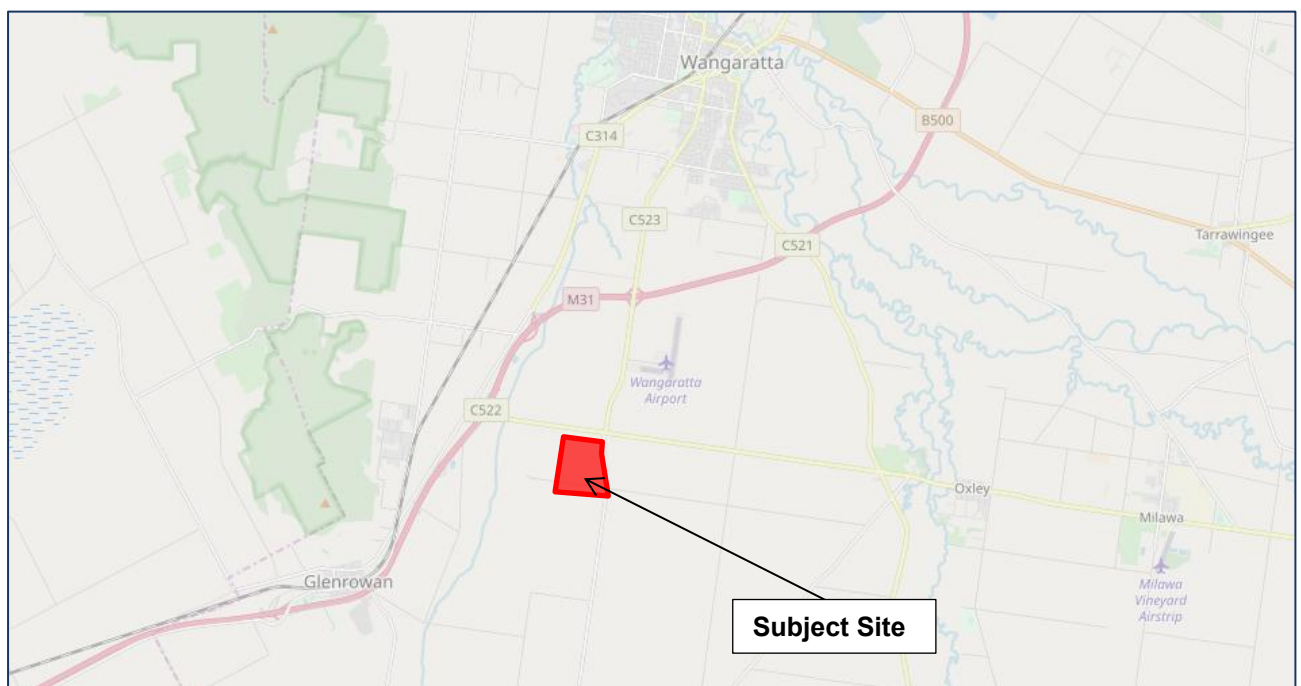 Wangaratta
C314
B500
C523
Tarrawingee
C521
M31
Wangaratta
Airport
C522
Oxley
Milawa
Glenrowan
Milawa
Vineyard
Airstrip
Subject Site